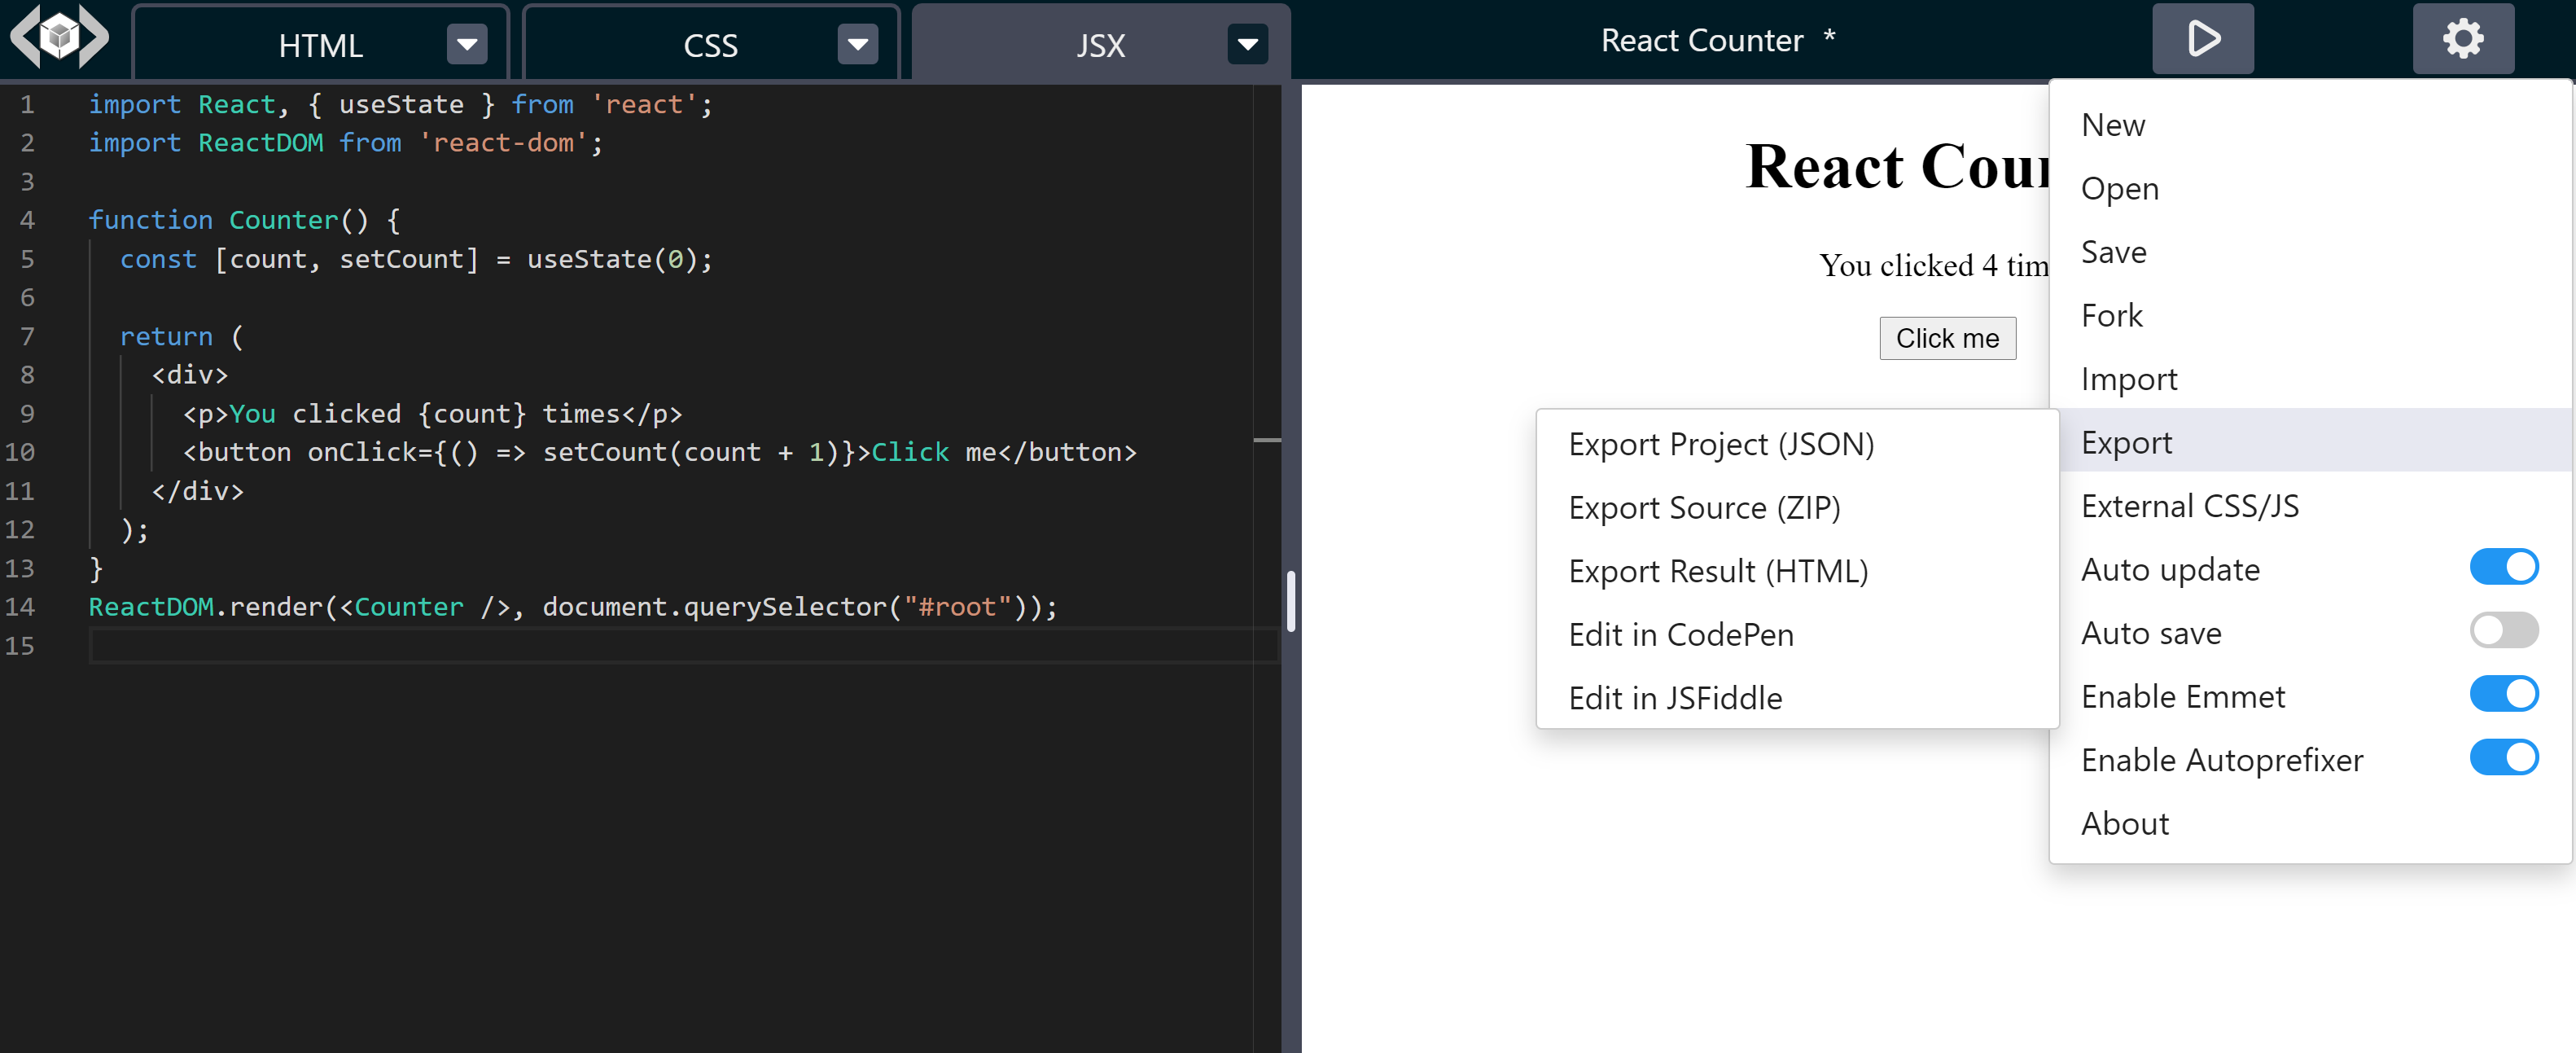 HTML
CSS
JSX
React Counter *
1 import React, { useState } from 'react';
2 import ReactDOM from 'react-dom';
3
4 function Counter() {
5 const [count, setCount] = useState(0);
6
7 return (
8 <div>
9 <p>You clicked {count} times</p>
10 <button onClick={() => setCount(count + 1)}>Click me</button>
11 </div>
12 );
13 }
14 ReactDOM.render(<Counter />, document.querySelector("#root"));
15
React Cou
You clicked 4 tim
Click me
Export Project (JSON)
Export Source (ZIP)
Export Result (HTML)
Edit in CodePen
Edit in JSFiddle
New
Open
Save
Fork
Import
Export
External CSS/JS
Auto update
Auto save
Enable Emmet
Enable Autoprefixer
About